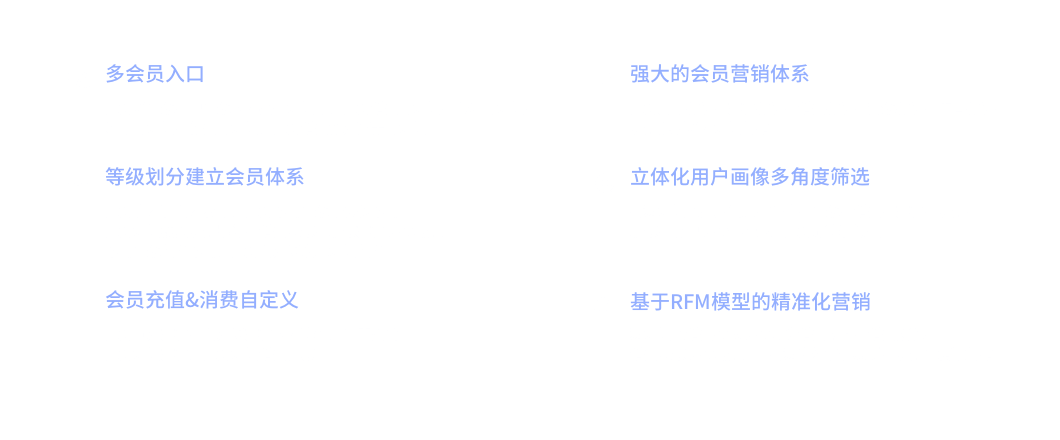 多会员入口
强大的会员营销体系
等级划分建立会员体系
立体化用户画像多角度筛选
会员充值&消费自定义
基于RFM模型的精准化营销